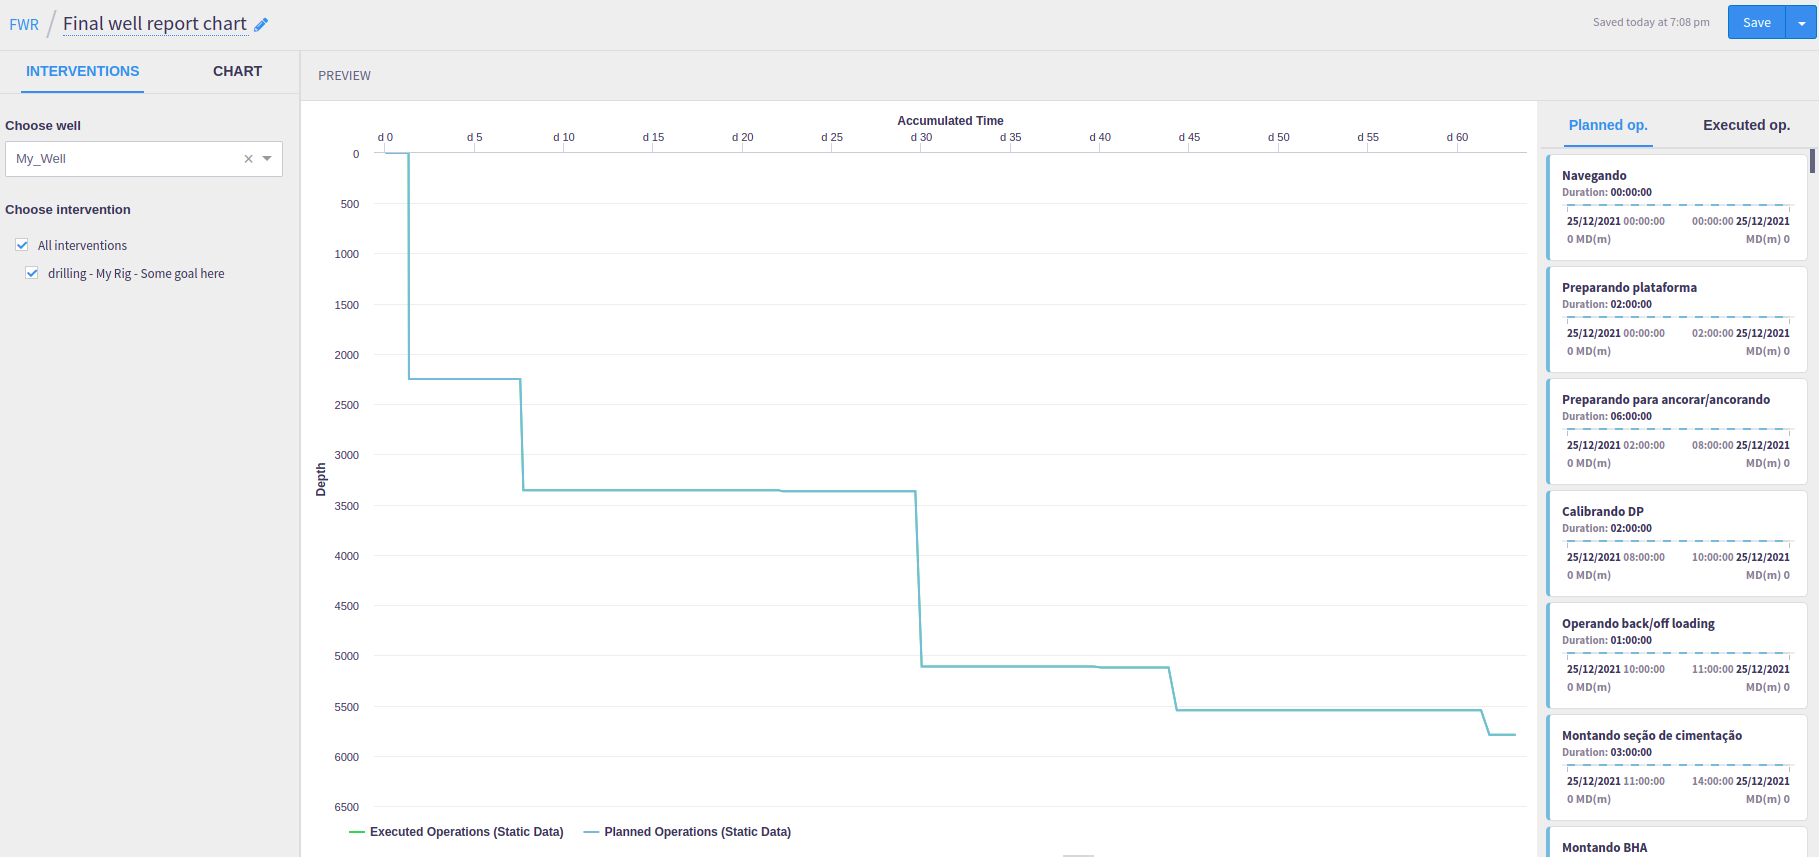 FWR / Final well report chart
Saved today at 7:08 pm
Save
INTERVENTIONS
CHART
Choose well
My_Well
Choose intervention
All interventions
drilling - My Rig - Some goal here
PREVIEW
Accumulated Time
d 0 d 5 d 10 d 15 d 20 d 25 d 30 d 35 d 40 d 45 d 50 d 55 d 60
0
500
1000
1500
2000
2500
3000
3500
4000
4500
5000
5500
6000
6500
Depth
Executed Operations (Static Data)
Planned Operations (Static Data)
Planned op.
Executed op.
Navegando
Duration: 00:00:00
25/12/2021 00:00:00 00:00:00 25/12/2021
0 MD(m) MD(m) 0
Preparando plataforma
Duration: 02:00:00
25/12/2021 00:00:00 02:00:00 25/12/2021
0 MD(m) MD(m) 0
Preparando para ancorar/ancorando
Duration: 06:00:00
25/12/2021 02:00:00 08:00:00 25/12/2021
0 MD(m) MD(m) 0
Calibrando DP
Duration: 02:00:00
25/12/2021 08:00:00 10:00:00 25/12/2021
0 MD(m) MD(m) 0
Operando back/off loading
Duration: 01:00:00
25/12/2021 10:00:00 11:00:00 25/12/2021
0 MD(m) MD(m) 0
Montando seção de cimentação
Duration: 03:00:00
25/12/2021 11:00:00 14:00:00 25/12/2021
0 MD(m) MD(m) 0
Montando BHA